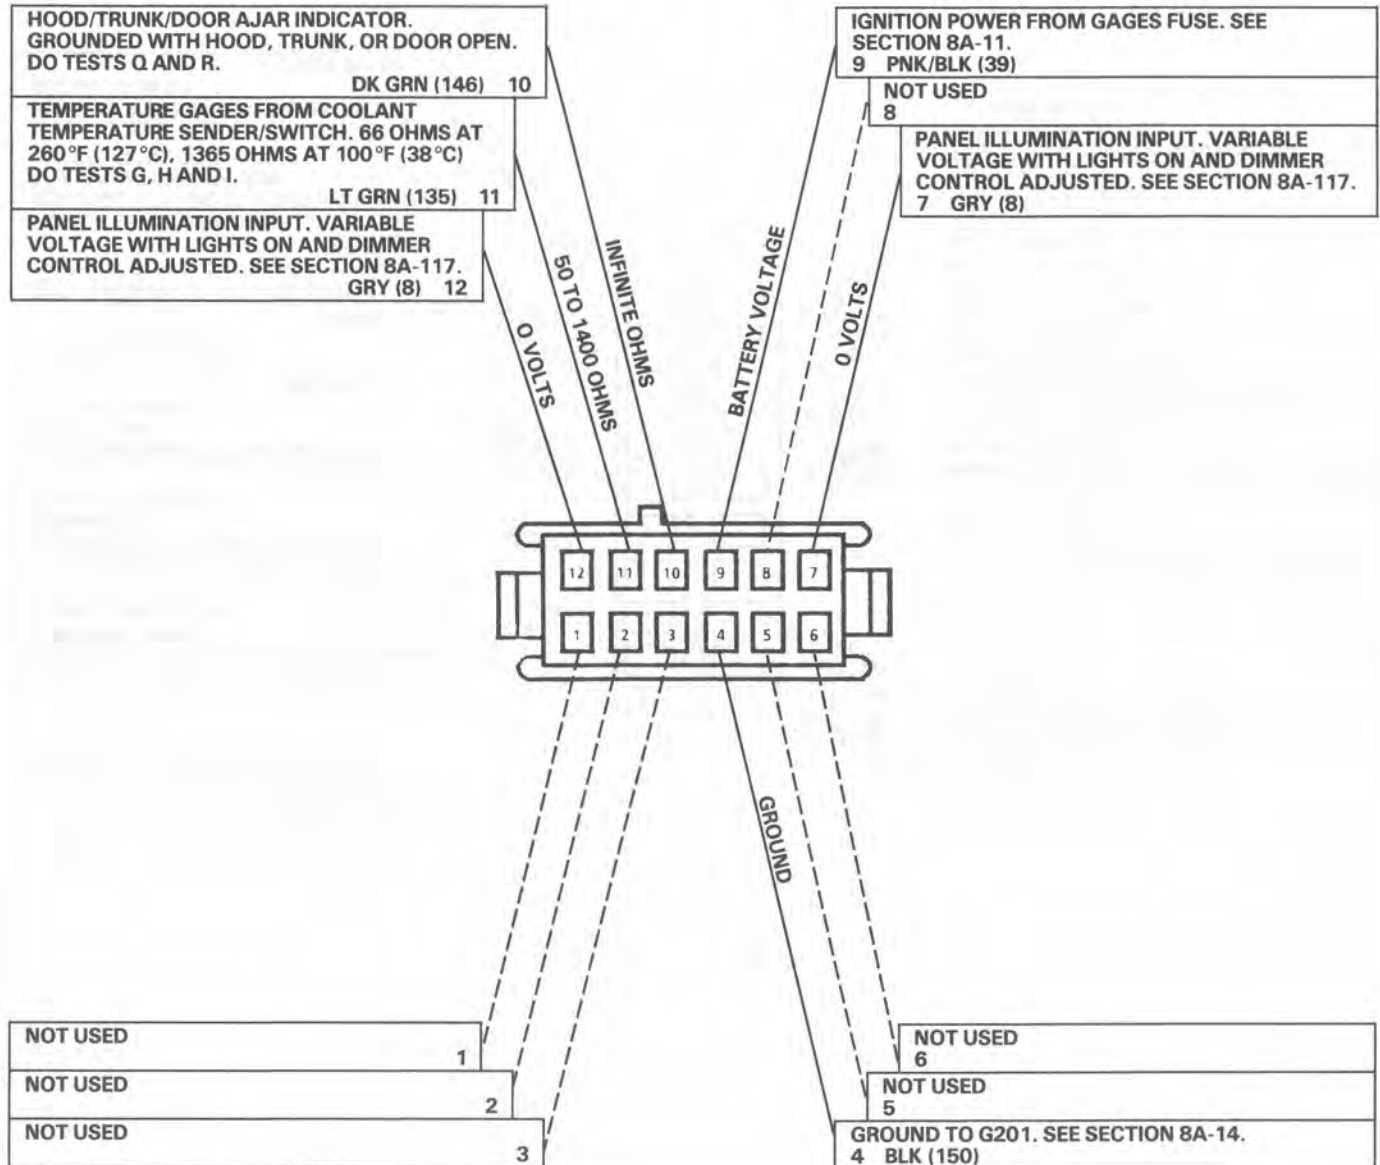 HOOD/TRUNK/DOOR AJAR INDICATOR.
GROUNDED WITH HOOD, TRUNK, OR DOOR OPEN.
DO TESTS Q AND R.
DK GRN (146) 10
TEMPERATURE GAGES FROM COOLANT
TEMPERATURE SENDER/SWITCH. 66 OHMS AT
260°F (127°C), 1365 OHMS AT 100°F (38°C)
DO TESTS G, H AND I.
LT GRN (135) 11
PANEL ILLUMINATION INPUT. VARIABLE
VOLTAGE WITH LIGHTS ON AND DIMMER
CONTROL ADJUSTED. SEE SECTION 8A-117.
GRY (8) 12
IGNITION POWER FROM GAGES FUSE. SEE
SECTION 8A-11.
9 PNK/BLK (39)
NOT USED
8
PANEL ILLUMINATION INPUT. VARIABLE
VOLTAGE WITH LIGHTS ON AND DIMMER
CONTROL ADJUSTED. SEE SECTION 8A-117.
7 GRY (8)
0 VOLTS
50 TO 1400 OHMS
INFINITE OHMS
BATTERY VOLTAGE
0 VOLTS
12 11 10 9 8 7
1 2 3 4 5 6
GROUND
NOT USED
1
NOT USED
2
NOT USED
3
NOT USED
6
NOT USED
5
GROUND TO G201. SEE SECTION 8A-14.
4 BLK (150)